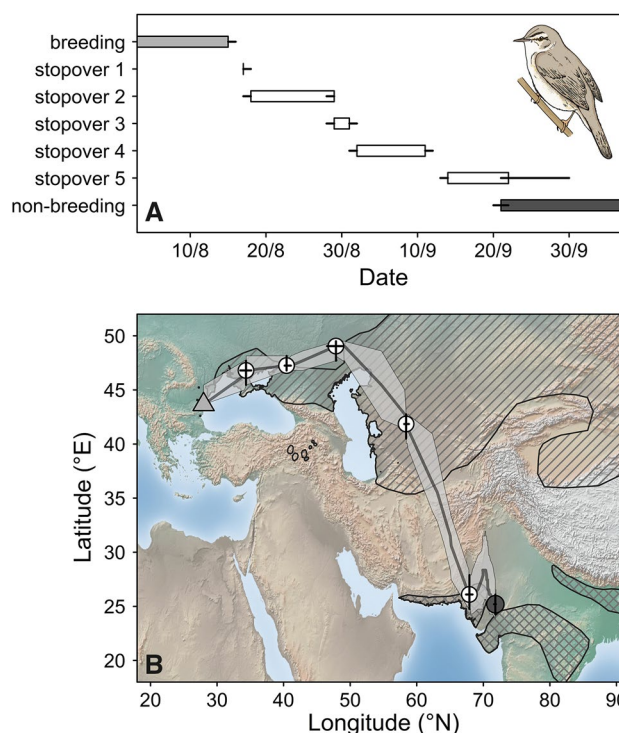 breeding
stopover 1
stopover 2
stopover 3
stopover 4
stopover 5
non-breeding
A
10/8 20/8 30/8 10/9 20/9 30/9
Date
50
45
40
35
30
25
20
Latitude (°E)
B
20 30 40 50 60 70 80 90
Longitude (°N)